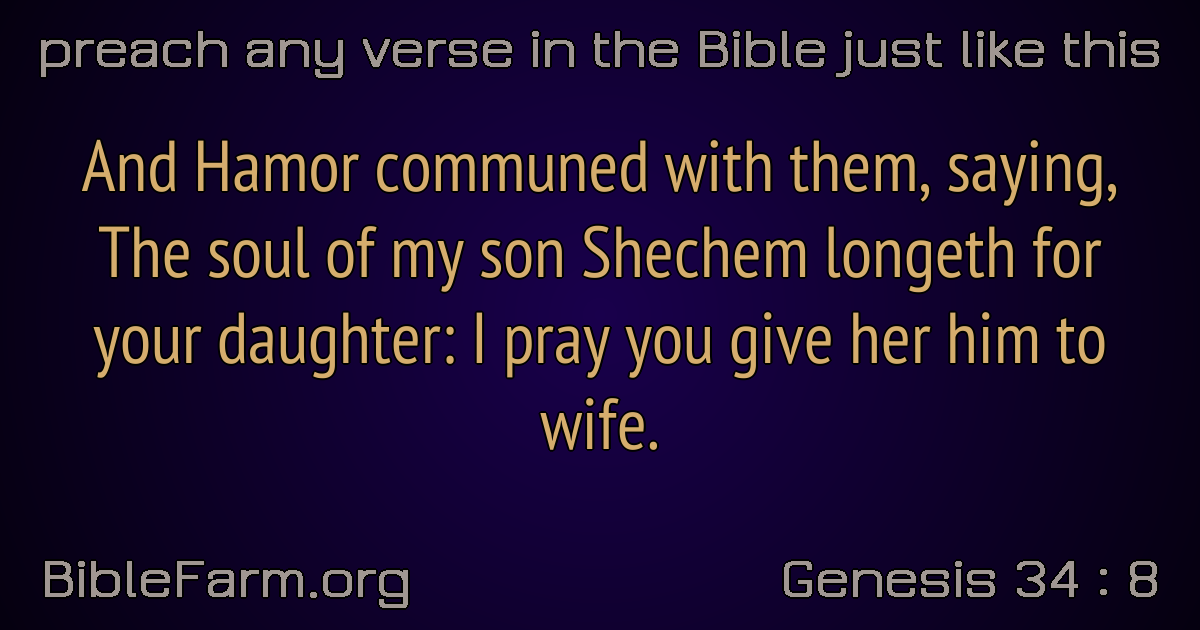 preach any verse in the Bible just like this
And Hamor communed with them, saying,
The soul of my son Shechem longeth for
your daughter: I pray you give her him to
wife.
BibleFarm.org
Genesis 34 : 8